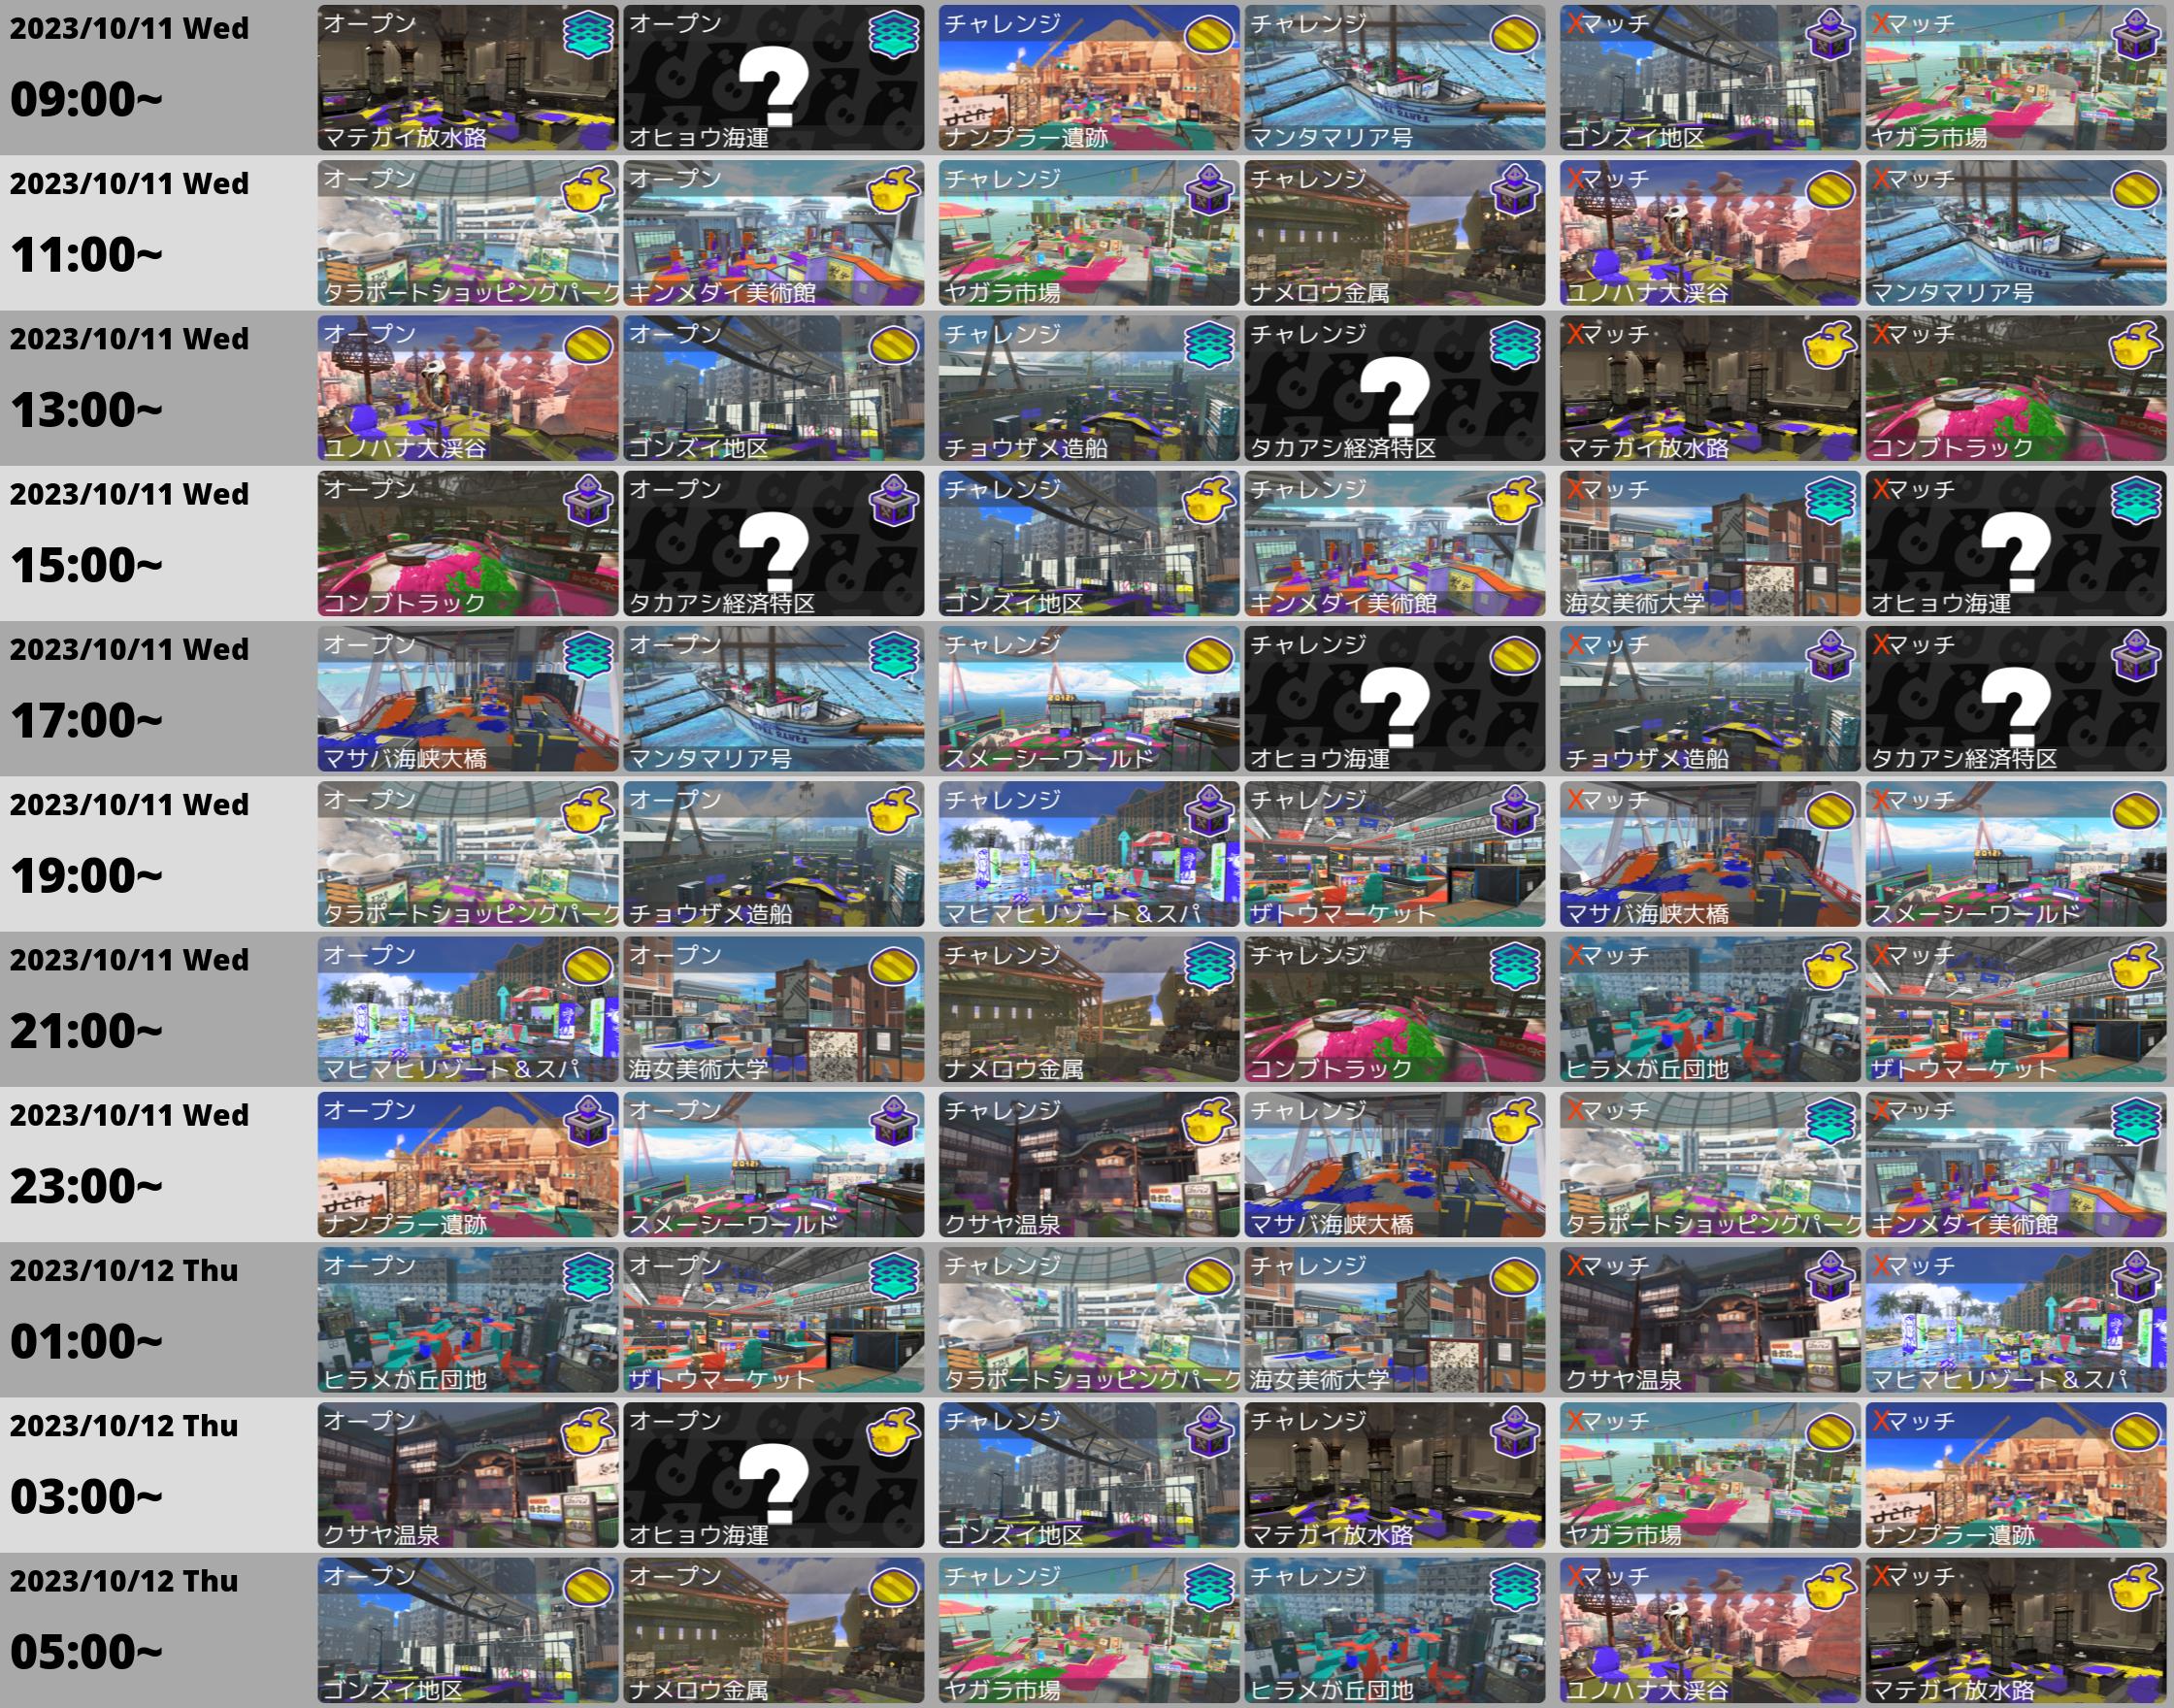 2023/10/11 Wed
09:00~
オープン
マテガイ放水路
オープン
オヒョウ海運
チャレンジ
ナンプラー遺跡
チャレンジ
マンタマリア号
Xマッチ
ゴンズイ地区
Xマッチ
ヤガラ市場
2023/10/11 Wed
11:00~
オープン
タラポートショッピングパーク
オープン
キンメダイ美術館
チャレンジ
ヤガラ市場
チャレンジ
ナメロウ金属
Xマッチ
ユノハナ大渓谷
Xマッチ
マンタマリア号
2023/10/11 Wed
13:00~
オープン
ユノハナ大渓谷
オープン
ゴンズイ地区
チャレンジ
チョウザメ造船
チャレンジ
タカアシ経済特区
Xマッチ
マテガイ放水路
Xマッチ
コンブトラック
2023/10/11 Wed
15:00~
オープン
コンブトラック
オープン
タカアシ経済特区
チャレンジ
ゴンズイ地区
チャレンジ
キンメダイ美術館
Xマッチ
海女美術大学
Xマッチ
オヒョウ海運
2023/10/11 Wed
17:00~
オープン
マサバ海峡大橋
オープン
マンタマリア号
チャレンジ
スメーシーワールド
チャレンジ
オヒョウ海運
Xマッチ
チョウザメ造船
Xマッチ
タカアシ経済特区
2023/10/11 Wed
19:00~
オープン
タラポートショッピングパーク
オープン
チョウザメ造船
チャレンジ
マヒマヒリゾート&スパ
チャレンジ
ザトウマーケット
Xマッチ
マサバ海峡大橋
Xマッチ
スメーシーワールド
2023/10/11 Wed
21:00~
オープン
マヒマヒリゾート&スパ
オープン
海女美術大学
チャレンジ
ナメロウ金属
チャレンジ
コンブトラック
Xマッチ
ヒラメが丘団地
Xマッチ
ザトウマーケット
2023/10/11 Wed
23:00~
オープン
ナンプラー遺跡
オープン
スメーシーワールド
チャレンジ
クサヤ温泉
チャレンジ
マサバ海峡大橋
Xマッチ
タラポートショッピングパーク
Xマッチ
キンメダイ美術館
2023/10/12 Thu
01:00~
オープン
ヒラメが丘団地
オープン
ザトウマーケット
チャレンジ
タラポートショッピングパーク
チャレンジ
海女美術大学
Xマッチ
クサヤ温泉
Xマッチ
マヒマヒリゾート&スパ
2023/10/12 Thu
03:00~
オープン
クサヤ温泉
オープン
オヒョウ海運
チャレンジ
ゴンズイ地区
チャレンジ
マテガイ放水路
Xマッチ
ヤガラ市場
Xマッチ
ナンプラー遺跡
2023/10/12 Thu
05:00~
オープン
ゴンズイ地区
オープン
ナメロウ金属
チャレンジ
ヤガラ市場
チャレンジ
ヒラメが丘団地
Xマッチ
ユノハナ大渓谷
Xマッチ
マテガイ放水路